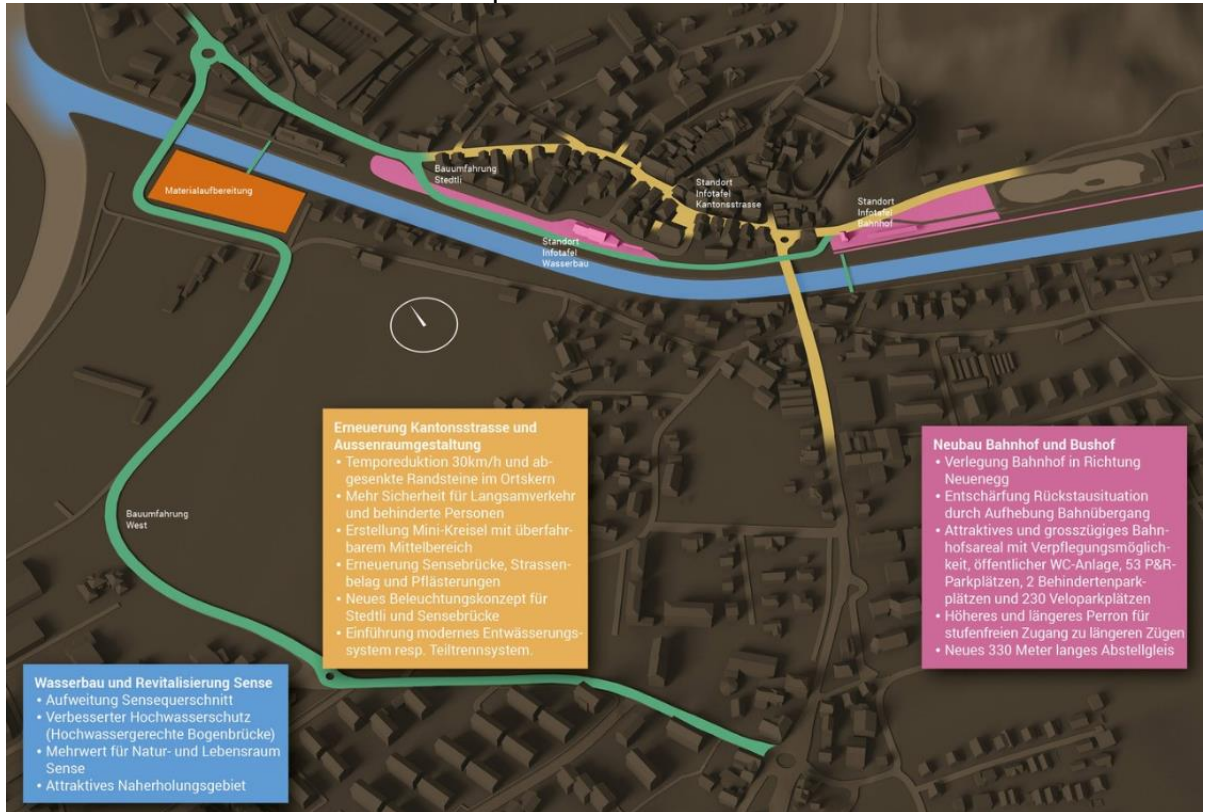 Materialaufbereitung
Bauumfahrung
Stedtli
Standort
Infotafel
Kantonsstrasse
Standort
Infotafel
Bahnhof
Standort
Infotafel
Wasserbau
Bauumfahrung
West
Erneuerung Kantonsstrasse und
Aussenraumgestaltung
• Temporeduktion 30km/h und ab-
gesenkte Randsteine im Ortskern
• Mehr Sicherheit für Langsamverkehr
und behinderte Personen
• Erstellung Mini-Kreisel mit überfahr-
barem Mittelbereich
• Erneuerung Sensebrücke, Strassen-
belag und Pflästerungen
• Neues Beleuchtungskonzept für
Stedtli und Sensebrücke
• Einführung modernes Entwässerungs-
system resp. Teiltrennsystem.
Neubau Bahnhof und Bushof
• Verlegung Bahnhof in Richtung
Neuenegg
• Entschärfung Rückstausituation
durch Aufhebung Bahnübergang
• Attraktives und grosszügiges Bahn-
hofsareal mit Verpflegungsmöglich-
keit, öffentlicher WC-Anlage, 53 P&R-
Parkplätzen, 2 Behindertenpark-
plätzen und 230 Veloparkplätzen
• Höheres und längeres Perron für
stufenfreien Zugang zu längeren Zügen
• Neues 330 Meter langes Abstellgleis
Wasserbau und Revitalisierung Sense
• Aufweitung Sensequerschnitt
• Verbesserter Hochwasserschutz
(Hochwassergerechte Bogenbrücke)
• Mehrwert für Natur- und Lebensraum
Sense
• Attraktives Naherholungsgebiet